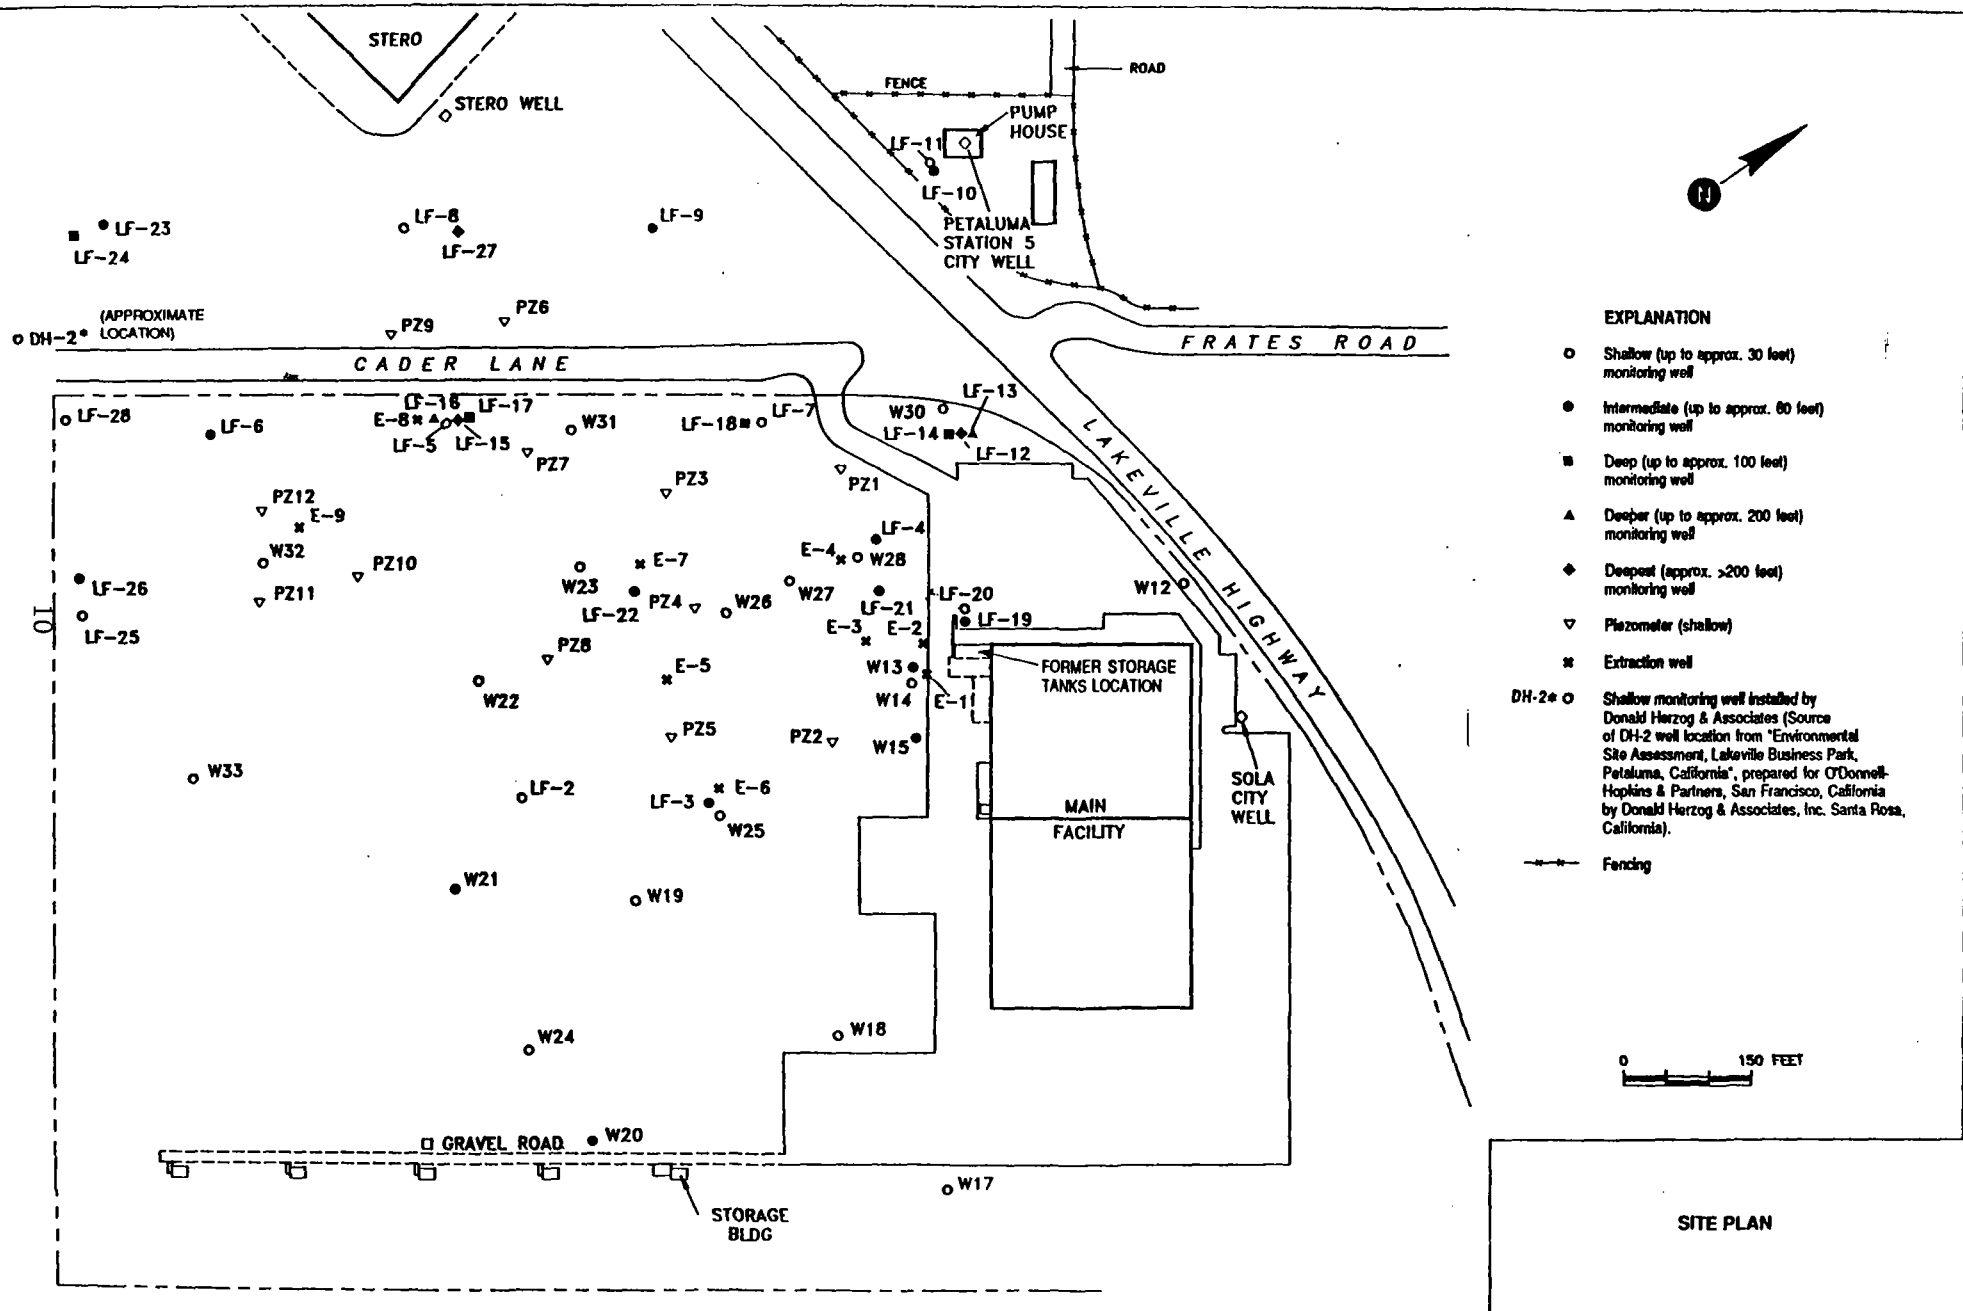 STERO
STERO WELL
FENCE
ROAD
PUMP
HOUSE
LF-11
LF-10
PETALUMA
STATION 5
CITY WELL
N
LF-23
LF-24
LF-8
LF-27
LF-9
DH-2*
(APPROXIMATE
LOCATION)
PZ9
PZ6
CADER LANE
FRATES ROAD
LAKEVILLE HIGHWAY
LF-28
LF-6
LF-16
E-8
LF-17
LF-5
LF-15
W31
LF-18
LF-7
W30
LF-13
LF-14
LF-12
PZ7
PZ3
PZ1
PZ12
E-9
W32
PZ10
PZ11
LF-26
LF-25
10
W23
E-7
LF-22
PZ4
W26
W27
E-4
W28
LF-4
LF-21
LF-20
LF-19
W12
E-3
E-2
PZ8
W22
E-5
W13
W14
E-1
FORMER STORAGE
TANKS LOCATION
PZ5
PZ2
W15
W33
LF-2
LF-3
E-6
W25
MAIN
FACILITY
SOLA
CITY
WELL
W21
W19
W24
W18
GRAVEL ROAD
W20
W17
STORAGE
BLDG
EXPLANATION
Shallow (up to approx. 30 feet)
monitoring well
Intermediate (up to approx. 60 feet)
monitoring well
Deep (up to approx. 100 feet)
monitoring well
Deeper (up to approx. 200 feet)
monitoring well
Deepest (approx. >200 feet)
monitoring well
Piezometer (shallow)
Extraction well
DH-2*
Shallow monitoring well installed by
Donald Herzog & Associates (Source
of DH-2 well location from "Environmental
Site Assessment, Lakeville Business Park,
Petaluma, California", prepared for O'Donnell-
Hopkins & Partners, San Francisco, California
by Donald Herzog & Associates, Inc. Santa Rosa,
California).
Fencing
0 150 FEET
SITE PLAN